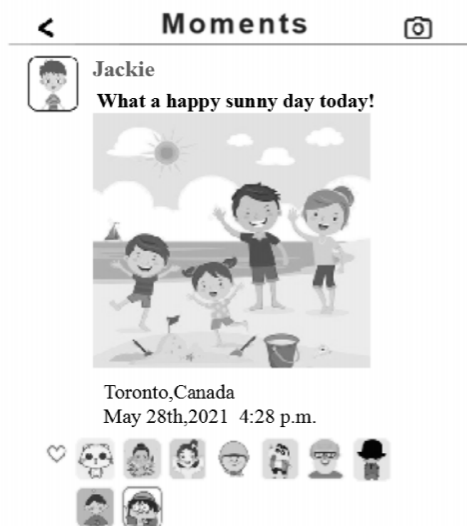 Moments
Jackie
What a happy sunny day today!
Toronto,Canada
May 28th,2021 4:28 p.m.